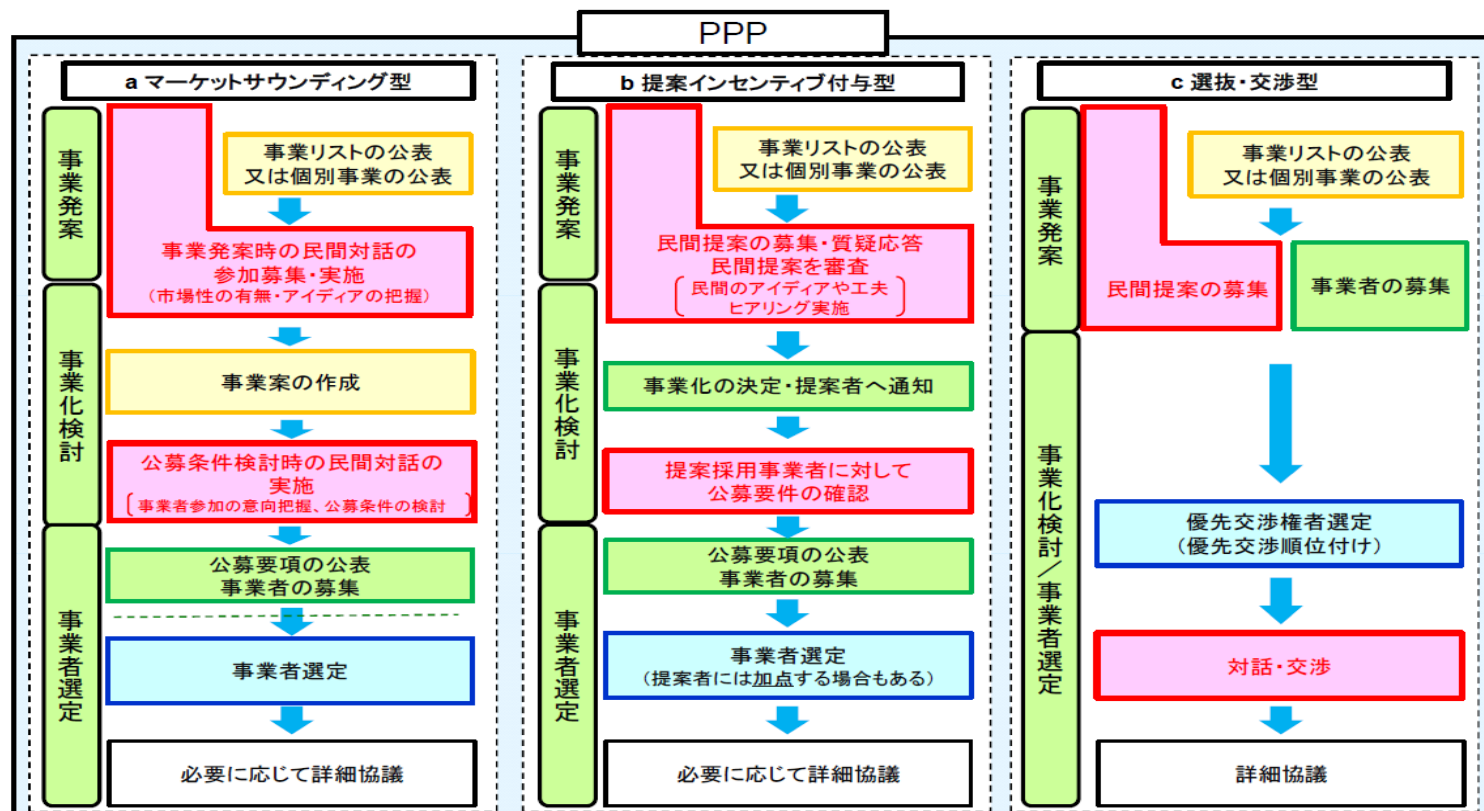 PPP
a マーケットサウンディング型
事業発案
事業リストの公表
又は個別事業の公表
事業発案時の民間対話の
参加募集・実施
(市場性の有無・アイディアの把握)
事業化検討
事業案の作成
公募条件検討時の民間対話の
実施
事業者参加の意向把握、公募条件の検討
事業者選定
公募要項の公表
事業者の募集
事業者選定
必要に応じて詳細協議
b 提案インセンティブ付与型
事業発案
事業リストの公表
又は個別事業の公表
民間提案の募集・質疑応答
民間提案を審査
民間のアイディアや工夫
ヒアリング実施
事業化検討
事業化の決定・提案者へ通知
提案採用事業者に対して
公募要件の確認
事業者選定
公募要項の公表
事業者の募集
事業者選定
(提案者には加点する場合もある)
必要に応じて詳細協議
c 選抜・交渉型
事業発案
事業リストの公表
又は個別事業の公表
民間提案の募集
事業者の募集
事業化検討/事業者選定
優先交渉権者選定
(優先交渉順位付け)
対話・交渉
詳細協議